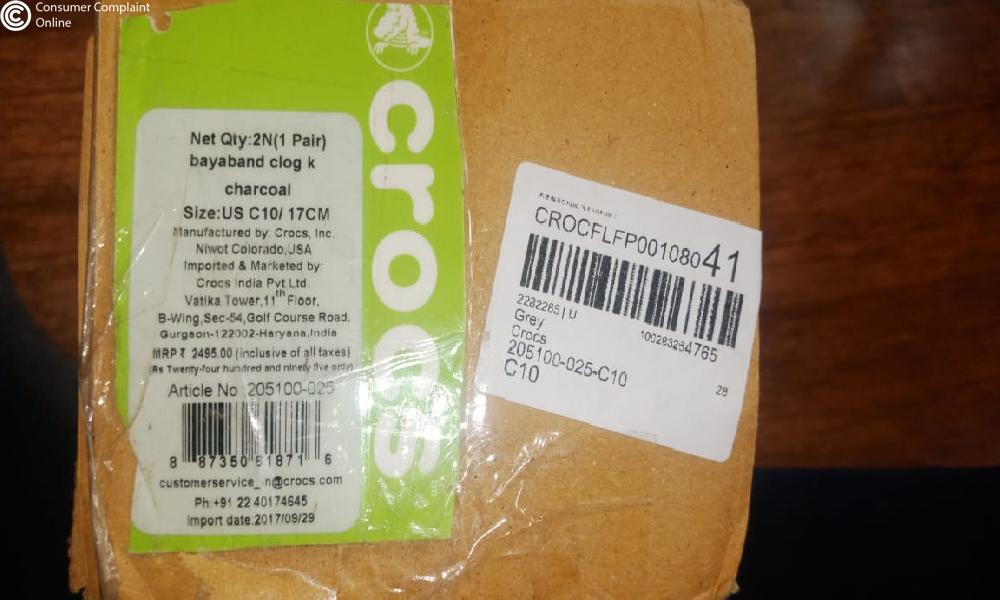 Consumer Complaint
Online
crocs
Net Qty:2N(1 Pair)
bayaband clog k
charcoal
Size:US C10/ 17CM
Manufactured by: Crocs, Inc.
Niwot Colorado,USA
Imported & Marketed by:
Crocs India Pvt Ltd.
Vatika Tower,11th Floor,
B-Wing,Sec-54,Golf Course Road,
Gurgaon-122002-Haryana,India
MRP ₹ 2495.00 (inclusive of all taxes)
(Rs Twenty-four hundred and ninety five only)
Article No 205100-025
8 87350 81871 6
customerservice_in@crocs.com
Ph:+91 22 40174645
Import date:2017/09/29
CROCFLFP00108041
2282265 | U
100283264765
Grey
Crocs
205100-025-C10
C10
28